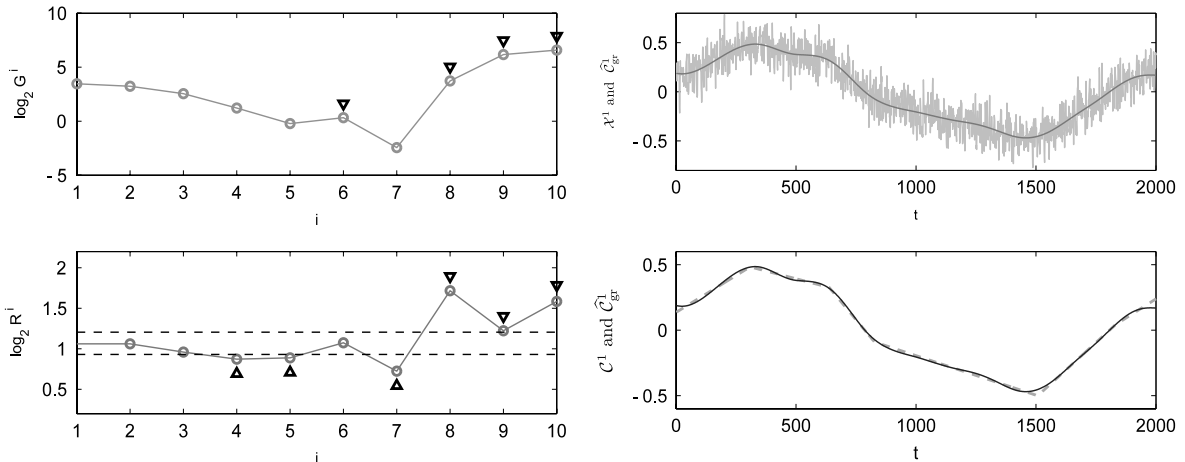 10
5
0
- 5
log₂ G^i
1 2 3 4 5 6 7 8 9 10
i
0.5
0
- 0.5
𝒳¹ and 𝒞̂¹gr
0 500 1000 1500 2000
t
2
1.5
1
0.5
log₂ R^i
1 2 3 4 5 6 7 8 9 10
i
0.5
0
- 0.5
𝒞¹ and 𝒞̂¹gr
0 500 1000 1500 2000
t